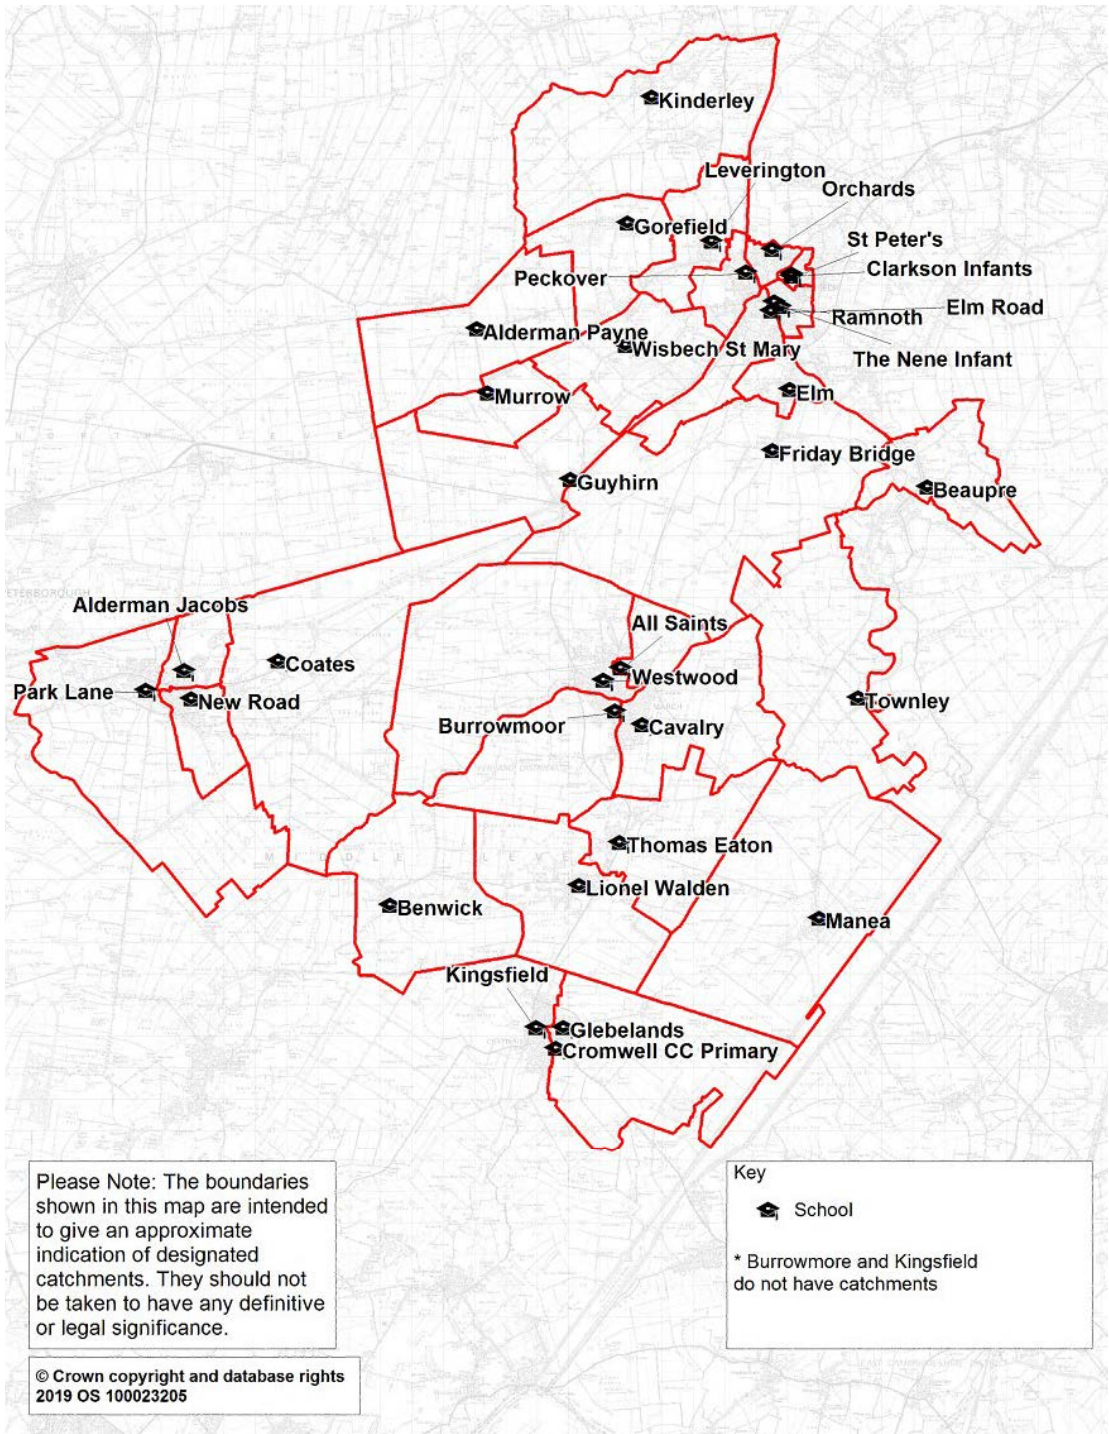 Kinderley
Leverington
Orchards
Gorefield
St Peter's
Peckover
Clarkson Infants
Elm Road
Ramnoth
Alderman Payne
Wisbech St Mary
The Nene Infant
Murrow
Elm
Friday Bridge
Guyhirn
Beaupre
Alderman Jacobs
All Saints
Coates
Westwood
Park Lane
New Road
Townley
Burrowmoor
Cavalry
MIDDLE LEVEL
Thomas Eaton
Lionel Walden
Benwick
Manea
Kingsfield
Glebelands
Cromwell CC Primary
Please Note: The boundaries
shown in this map are intended
to give an approximate
indication of designated
catchments. They should not
be taken to have any definitive
or legal significance.
Key
School
* Burrowmore and Kingsfield
do not have catchments
© Crown copyright and database rights
2019 OS 100023205